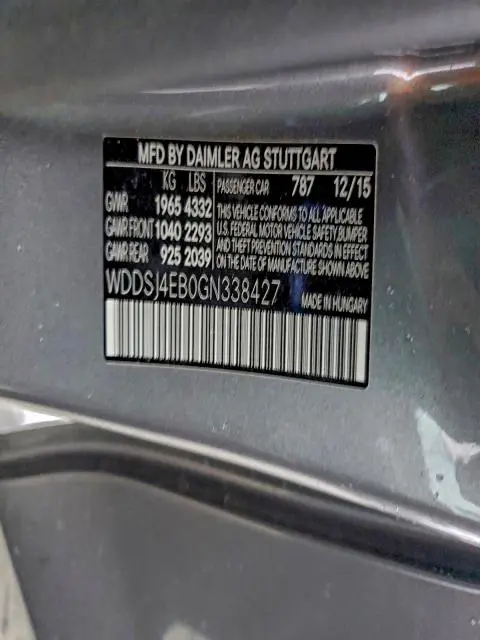 MFD BY DAIMLER AG STUTTGART
KG LBS PASSENGER CAR 787 12/15
GWR 1965 4332 THIS VEHICLE CONFORMS TO ALL APPLICABLE
GAWR FRONT 1040 2293 U.S. FEDERAL MOTOR VEHICLE SAFETY, BUMPER
GAWR REAR 925 2039 AND THEFT PREVENTION STANDARDS IN EFFECT
ON THE DATE OF MANUFACTURE SHOWN ABOVE
WDDSJ4EB0GN338427 MADE IN HUNGARY